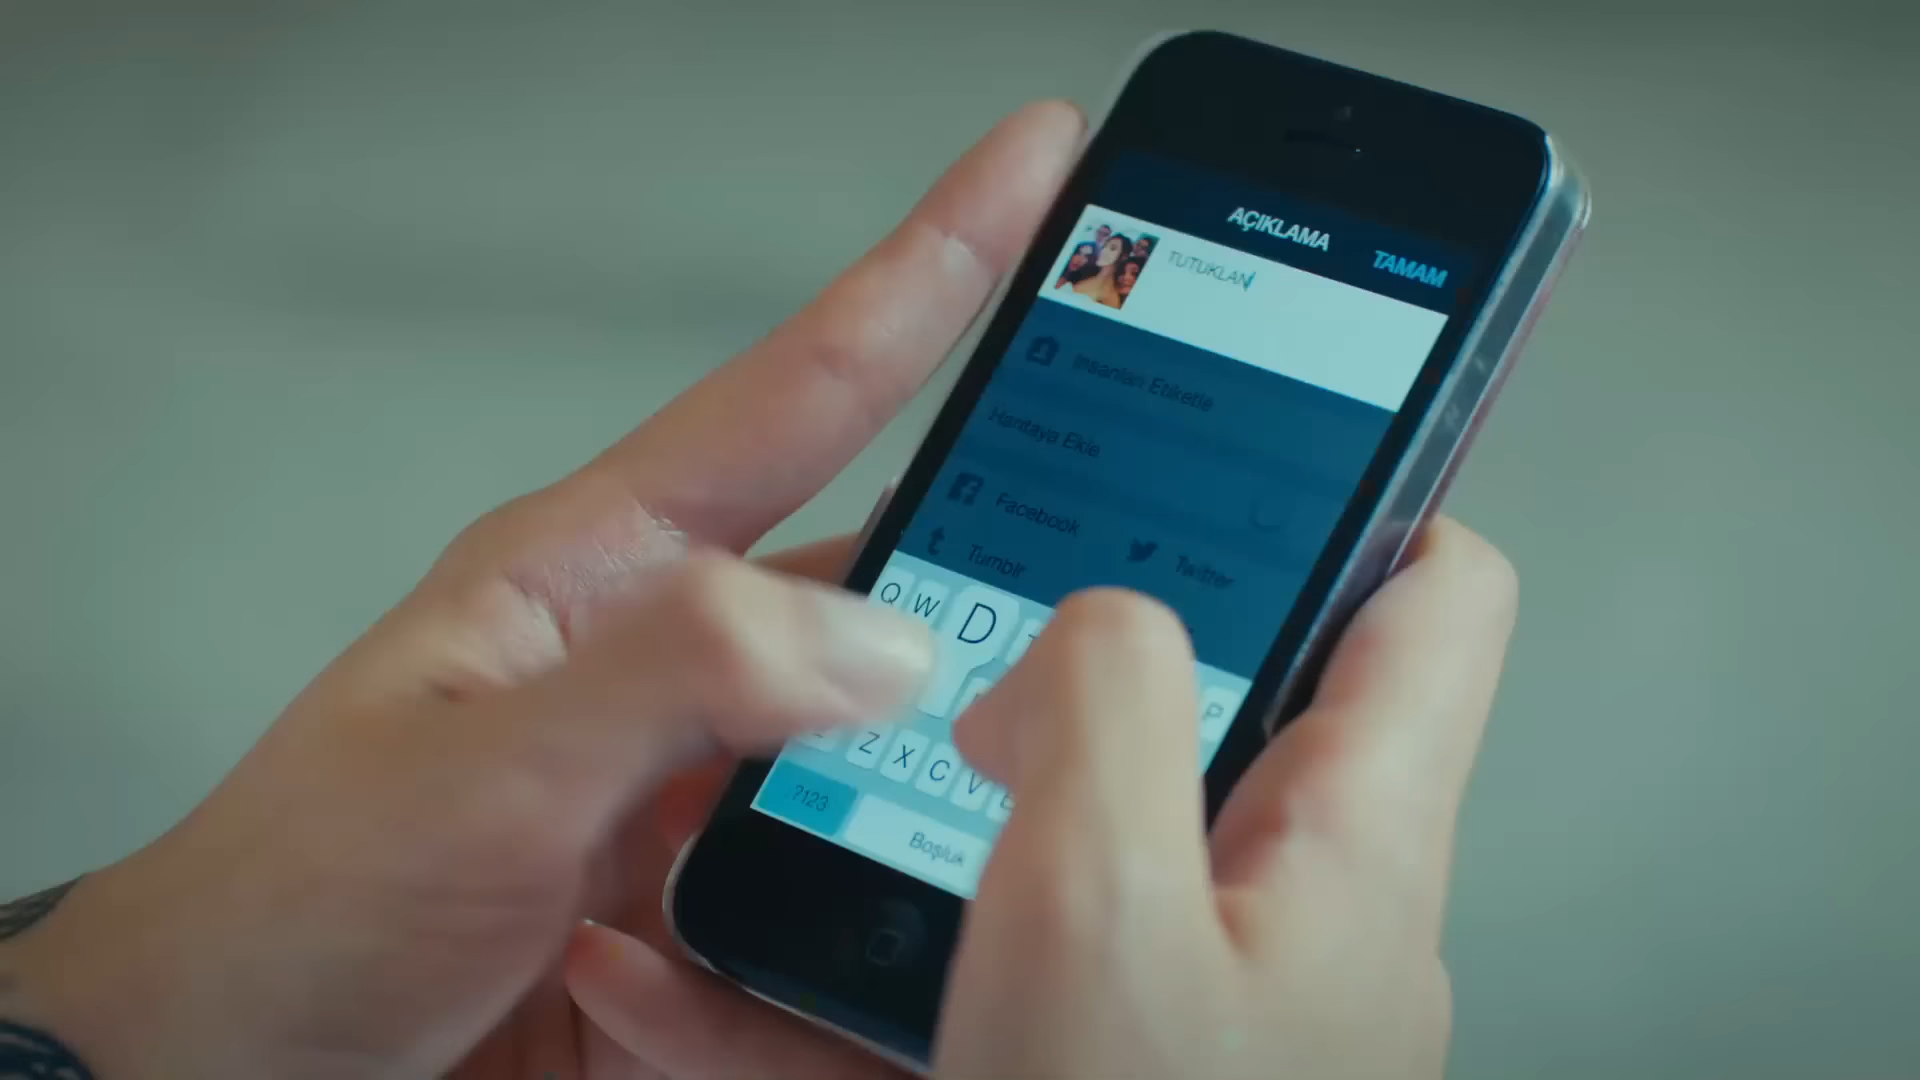 AÇIKLAMA
TAMAM
TUTUKLAN
İnsanları Etiketle
Haritaya Ekle
Facebook
Twitter
Tumblr
Q W D
P
Z X C V
?123
Boşluk